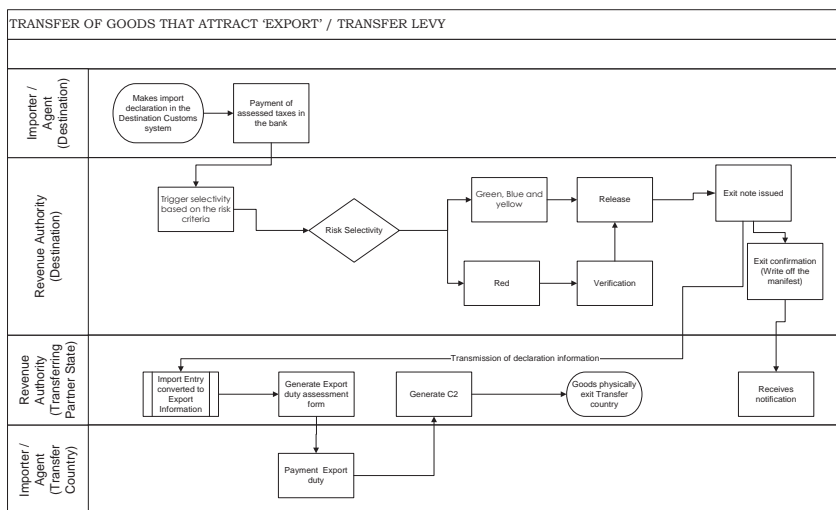 TRANSFER OF GOODS THAT ATTRACT ‘EXPORT’ / TRANSFER LEVY
Importer /
Agent
(Destination)
Makes import
declaration in the
Destination Customs
system
Payment of
assessed taxes in
the bank
Revenue Authority
(Destination)
Trigger selectivity
based on the risk
criteria
Risk Selectivity
Green, Blue and
yellow
Release
Exit note issued
Red
Verification
Exit confirmation
(Write off the
manifest)
Revenue
Authority
(Transferring
Partner State)
Transmission of declaration information
Import Entry
converted to
Export
Information
Generate Export
duty assessment
form
Generate C2
Goods physically
exit Transfer
country
Receives
notification
Importer /
Agent
(Transfer
Country)
Payment Export
duty